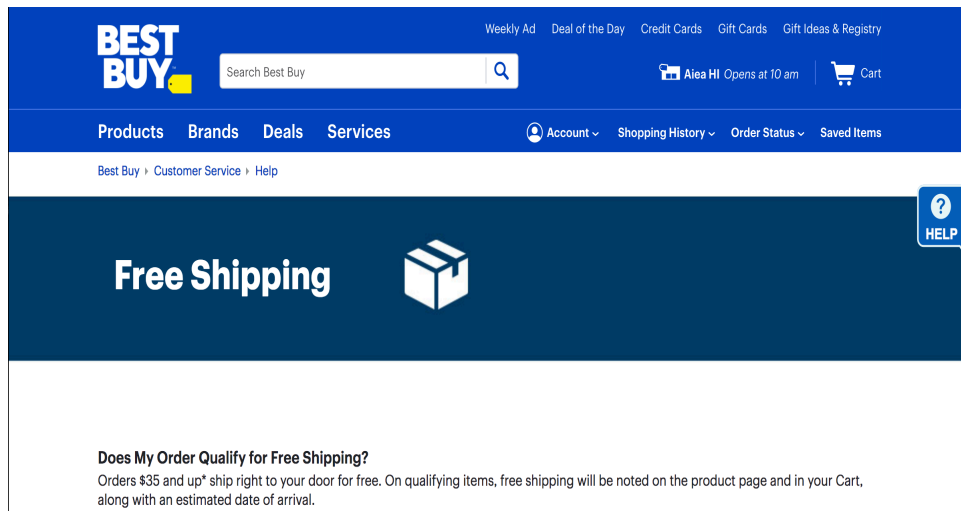 BEST
BUY™
Weekly Ad Deal of the Day Credit Cards Gift Cards Gift Ideas & Registry
Search Best Buy
Aiea HI Opens at 10 am
Cart
Products Brands Deals Services
Account Shopping History Order Status Saved Items
Best Buy Customer Service Help
?
HELP
Free Shipping
Does My Order Qualify for Free Shipping?
Orders $35 and up* ship right to your door for free. On qualifying items, free shipping will be noted on the product page and in your Cart,
along with an estimated date of arrival.